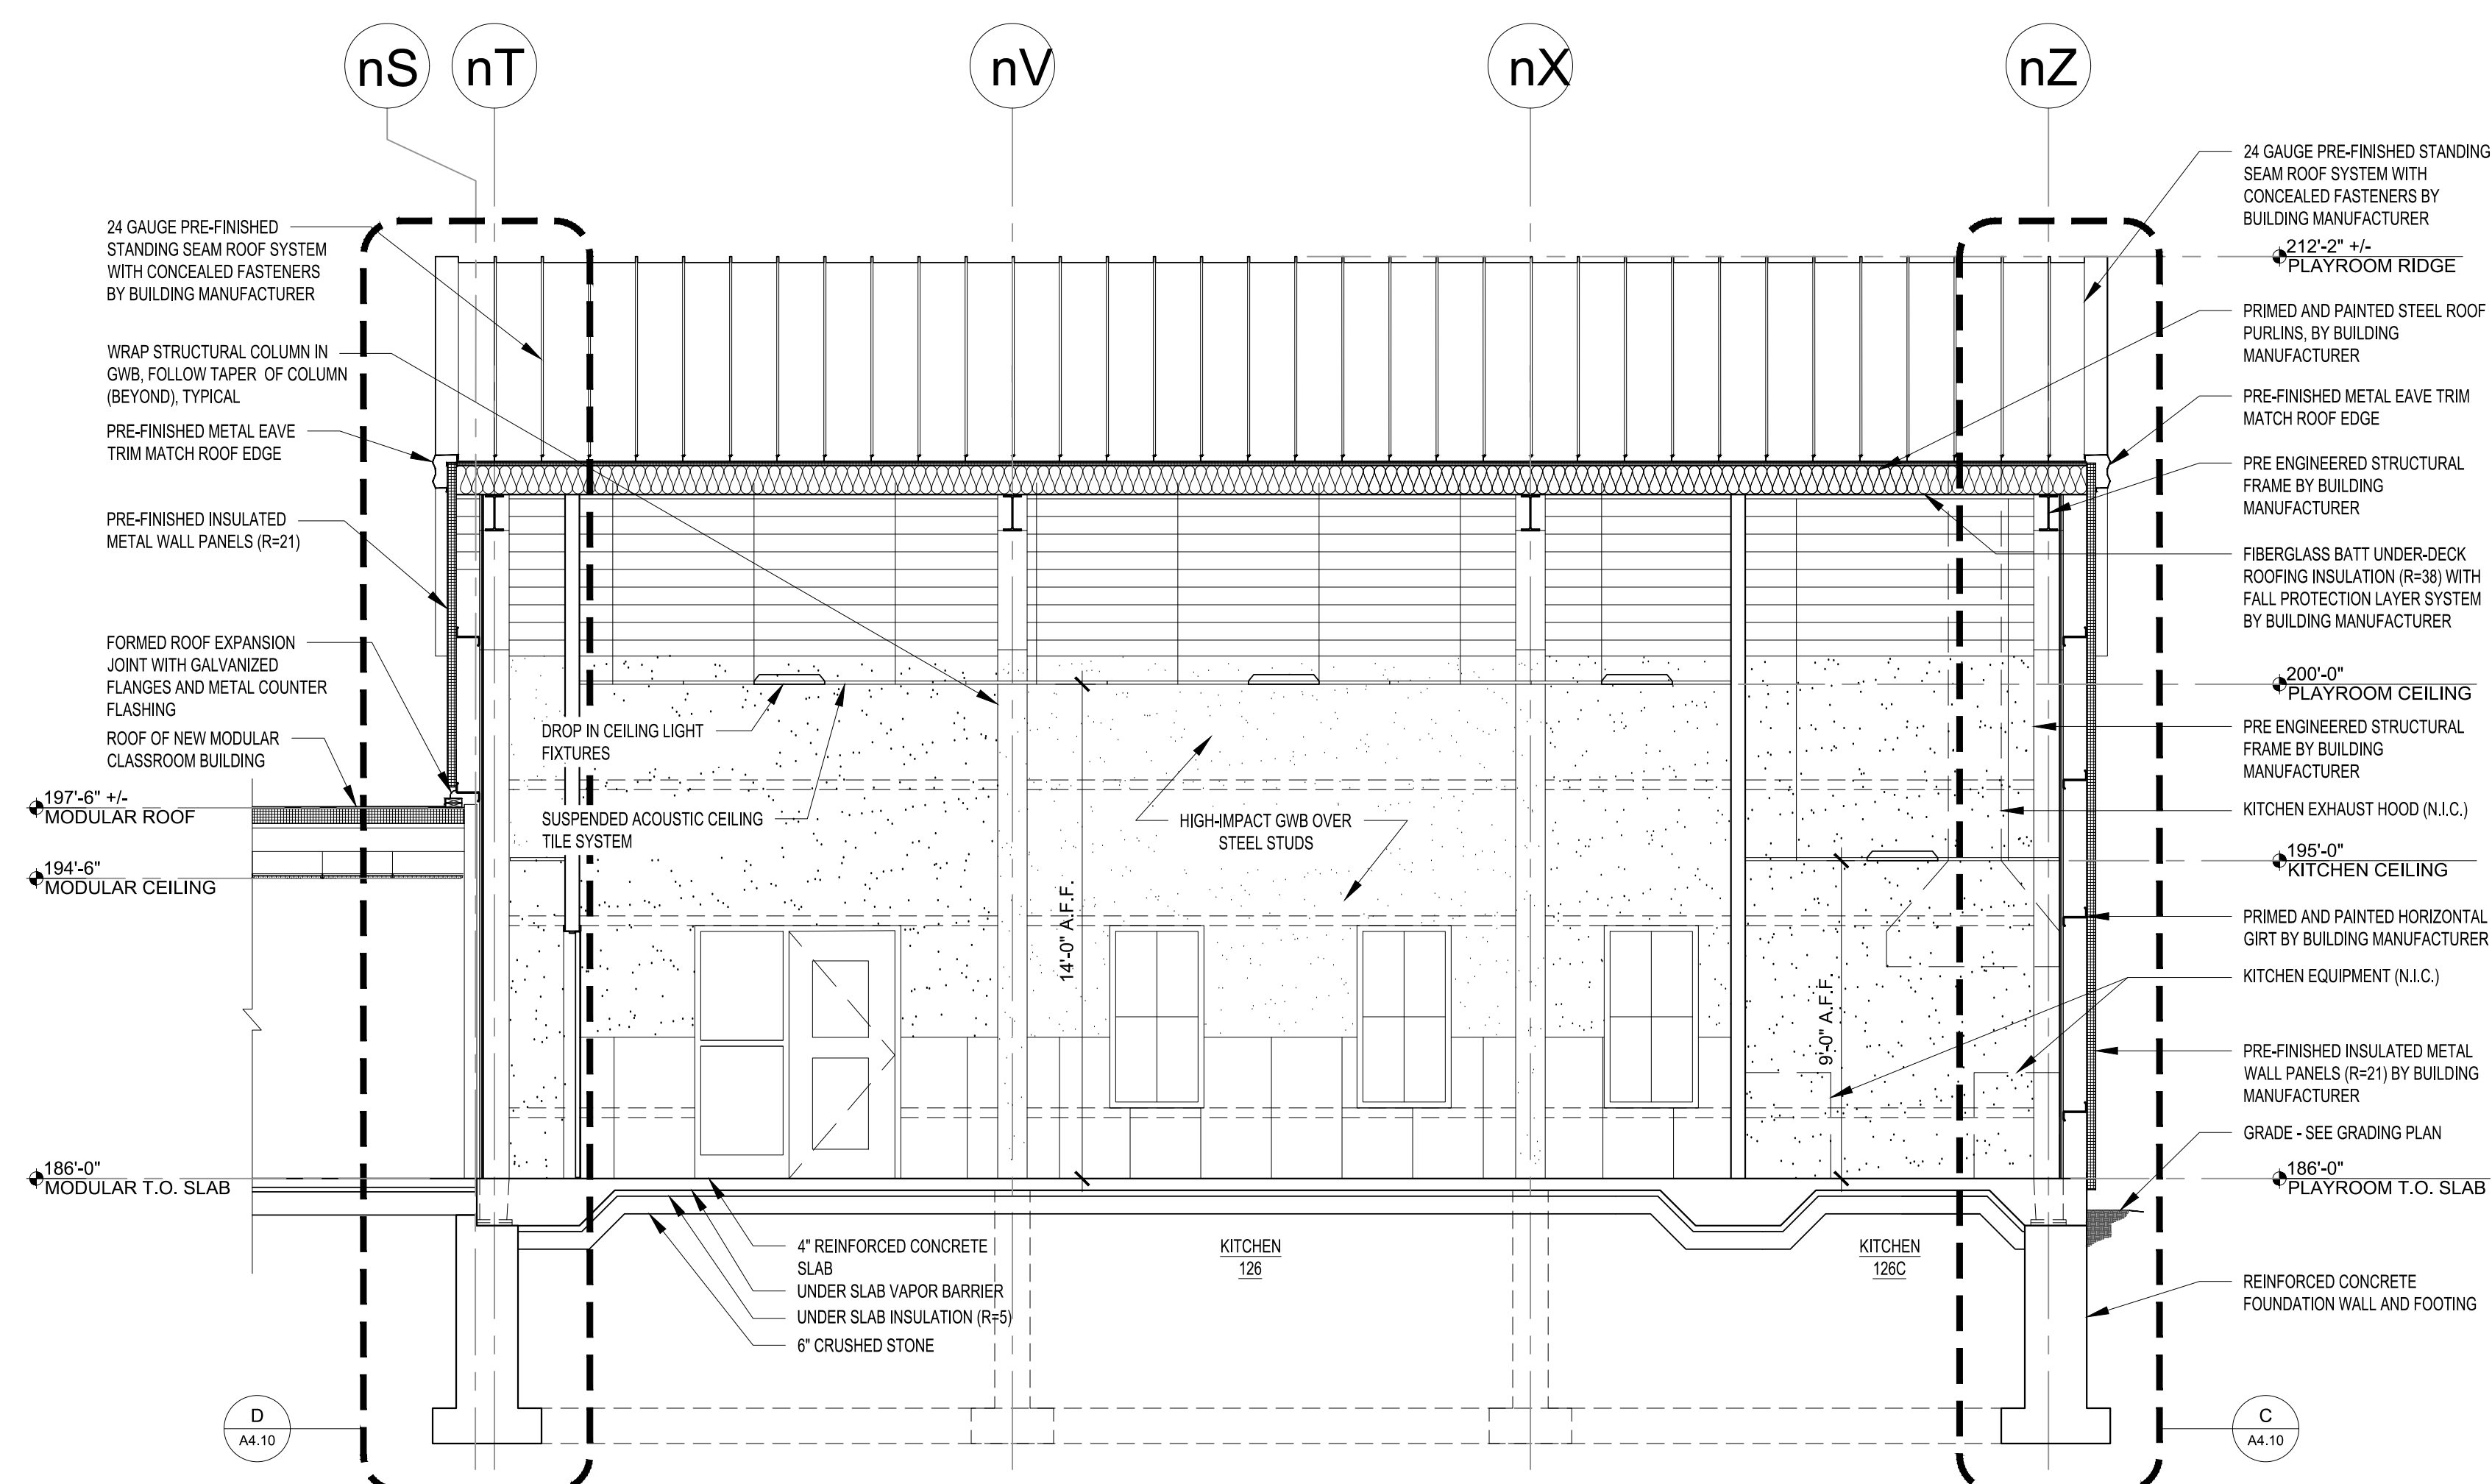 nS
nT
nV
nX
nZ
24 GAUGE PRE-FINISHED
STANDING SEAM ROOF SYSTEM
WITH CONCEALED FASTENERS
BY BUILDING MANUFACTURER
WRAP STRUCTURAL COLUMN IN
GWB, FOLLOW TAPER OF COLUMN
(BEYOND), TYPICAL
PRE-FINISHED METAL EAVE
TRIM MATCH ROOF EDGE
PRE-FINISHED INSULATED
METAL WALL PANELS (R=21)
FORMED ROOF EXPANSION
JOINT WITH GALVANIZED
FLANGES AND METAL COUNTER
FLASHING
ROOF OF NEW MODULAR
CLASSROOM BUILDING
197'-6" +/-
MODULAR ROOF
194'-6"
MODULAR CEILING
186'-0"
MODULAR T.O. SLAB
DROP IN CEILING LIGHT
FIXTURES
SUSPENDED ACOUSTIC CEILING
TILE SYSTEM
14'-0" A.F.F.
HIGH-IMPACT GWB OVER
STEEL STUDS
9'-0" A.F.F.
4" REINFORCED CONCRETE
SLAB
UNDER SLAB VAPOR BARRIER
UNDER SLAB INSULATION (R=5)
6" CRUSHED STONE
KITCHEN
126
KITCHEN
126C
24 GAUGE PRE-FINISHED STANDING
SEAM ROOF SYSTEM WITH
CONCEALED FASTENERS BY
BUILDING MANUFACTURER
212'-2" +/-
PLAYROOM RIDGE
PRIMED AND PAINTED STEEL ROOF
PURLINS, BY BUILDING
MANUFACTURER
PRE-FINISHED METAL EAVE TRIM
MATCH ROOF EDGE
PRE ENGINEERED STRUCTURAL
FRAME BY BUILDING
MANUFACTURER
FIBERGLASS BATT UNDER-DECK
ROOFING INSULATION (R=38) WITH
FALL PROTECTION LAYER SYSTEM
BY BUILDING MANUFACTURER
200'-0"
PLAYROOM CEILING
PRE ENGINEERED STRUCTURAL
FRAME BY BUILDING
MANUFACTURER
KITCHEN EXHAUST HOOD (N.I.C.)
195'-0"
KITCHEN CEILING
PRIMED AND PAINTED HORIZONTAL
GIRT BY BUILDING MANUFACTURER
KITCHEN EQUIPMENT (N.I.C.)
PRE-FINISHED INSULATED METAL
WALL PANELS (R=21) BY BUILDING
MANUFACTURER
GRADE - SEE GRADING PLAN
186'-0"
PLAYROOM T.O. SLAB
REINFORCED CONCRETE
FOUNDATION WALL AND FOOTING
D
A4.10
C
A4.10